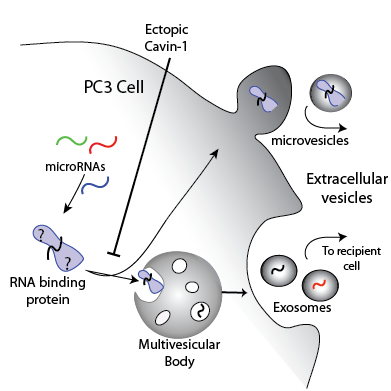 Ectopic
Cavin-1
PC3 Cell
microRNAs
microvesicles
Extracellular
vesicles
? ?
RNA binding
protein
To recipient
cell
Exosomes
Multivesicular
Body